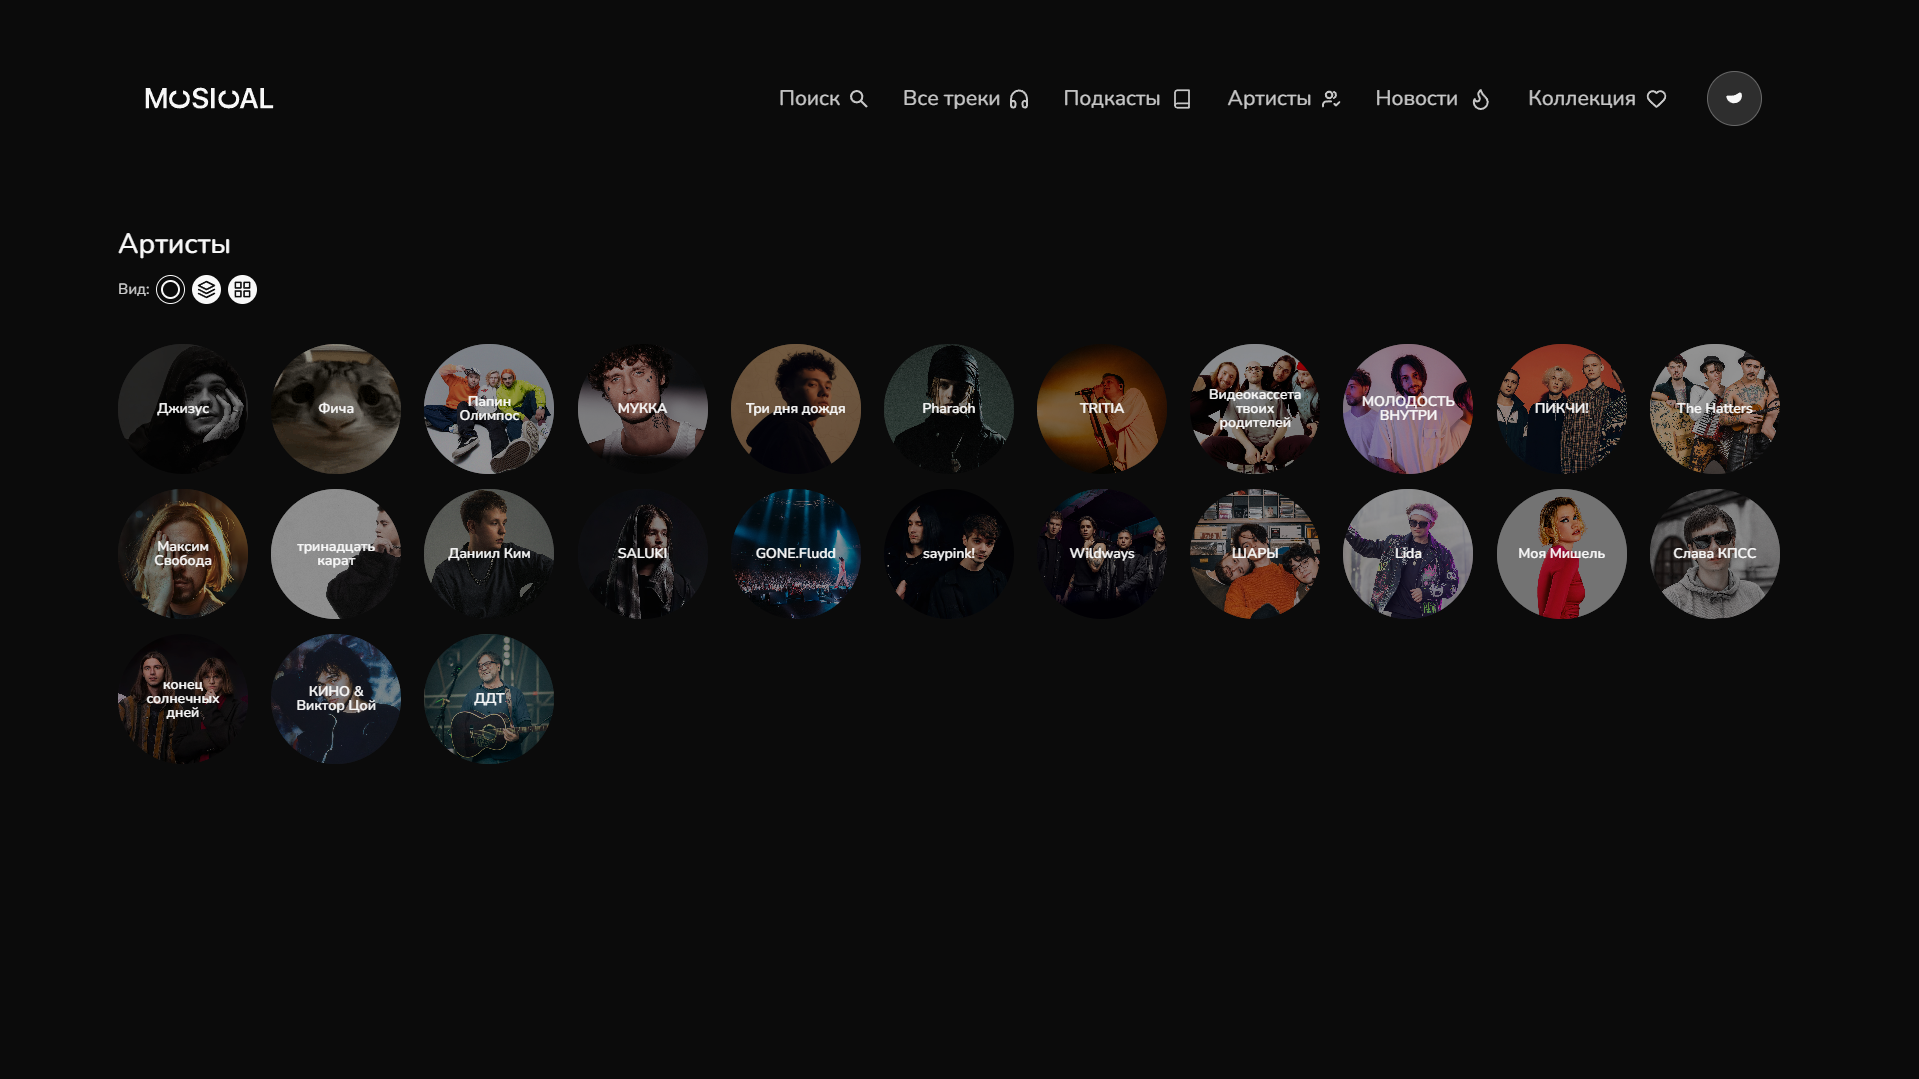 MUSICAL
Поиск
Все треки
Подкасты
Артисты
Новости
Коллекция
Артисты
Вид:
Джизус
Фича
Папин
Олимпос
МУККА
Три дня дождя
Pharaoh
TRITIA
Видеокассета
твоих
родителей
МОЛОДОСТЬ
ВНУТРИ
ПИКЧИ!
The Hatters
Максим
Свобода
тринадцать
карат
Даниил Ким
SALUKI
GONE.Fludd
saypink!
Wildways
ШАРЫ
Lida
Моя Мишель
Слава КПСС
конец
солнечных
дней
КИНО &
Виктор Цой
ДДТ